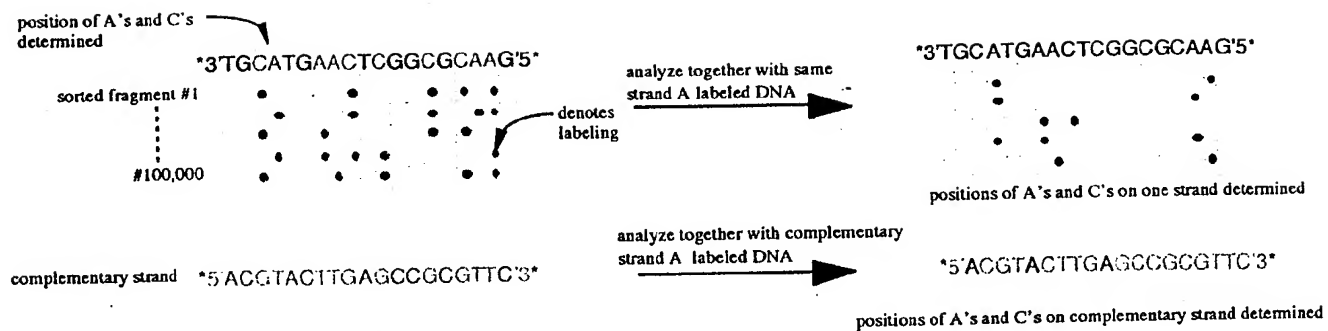 position of A's and C's
determined
*3'TGCATGAACTCGGCGCAAG'5*
sorted fragment #1
#100,000
denotes
labeling
analyze together with same
strand A labeled DNA
*3'TGCATGAACTCGGCGCAAG'5*
positions of A's and C's on one strand determined
complementary strand
*5'ACGTACTTGAGCCGCGTTC'3*
analyze together with complementary
strand A labeled DNA
*5'ACGTACTTGAGCCGCGTTC'3*
positions of A's and C's on complementary strand determined